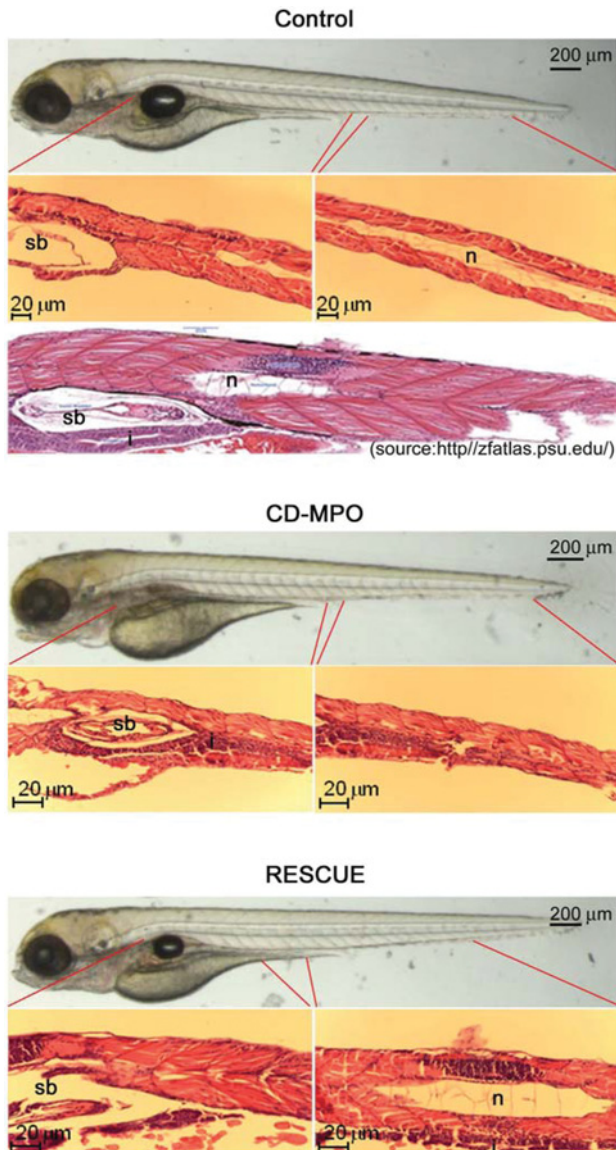 Control
200 μm
sb
n
20 μm
20 μm
n
sb
i
(source:http//zfatlas.psu.edu/)
CD-MPO
200 μm
sb
i
20 μm
20 μm
RESCUE
200 μm
sb
n
20 μm
20 μm
i